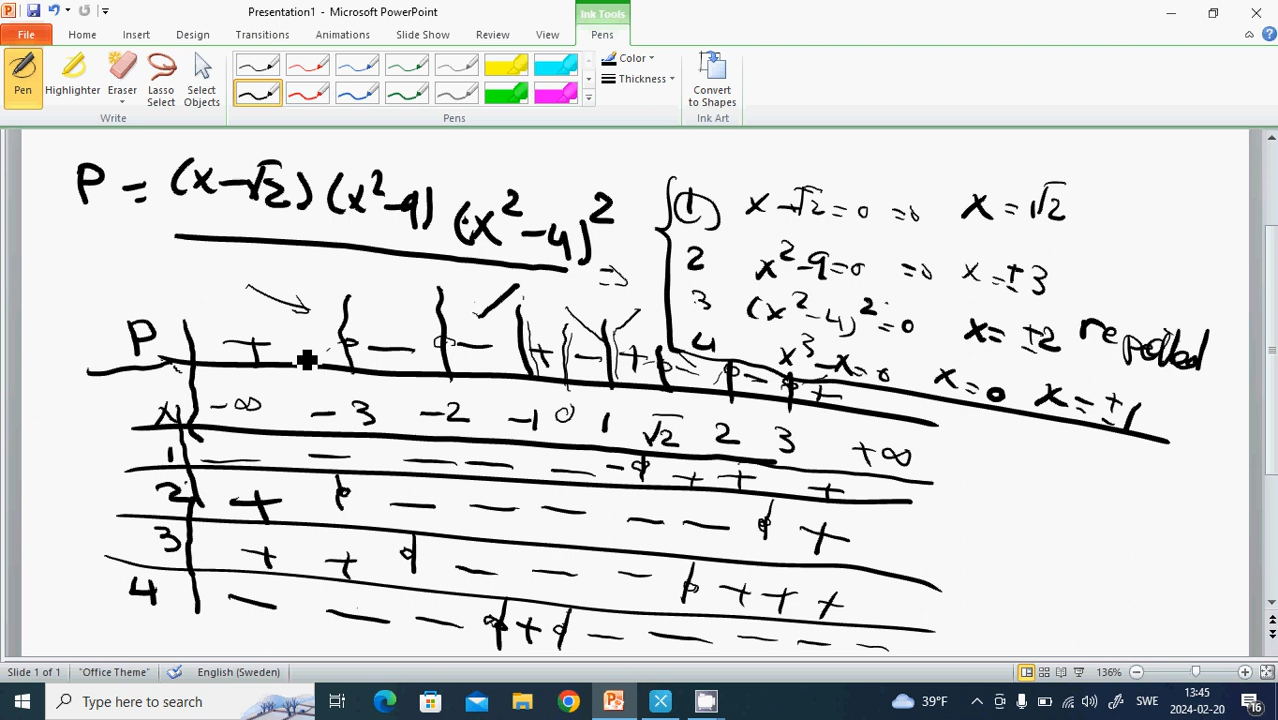 Presentation1 - Microsoft PowerPoint
Ink Tools
File Home Insert Design Transitions Animations Slide Show Review View Pens
Pen Highlighter Eraser Lasso Select Select Objects
Color
Thickness
Convert to Shapes
Write Pens Ink Art
P = (x-√2) (x²-9) (x²-4)²
1 x-√2=0 => x=√2
2 x²-9=0 => x=±3
3 (x²-4)²=0 x=±2 repeated
4 x³-x=0 x=0 x=±1
P + - - + - + - - +
x -∞ -3 -2 -1 0 1 √2 2 3 +∞
1 - - - - - - + + +
2 + - - - - - +
3 + + - - - + + +
4 - - - + - - - -
Slide 1 of 1 "Office Theme" English (Sweden) 136%
Type here to search
39°F
SWE
13:45
2024-02-20
16